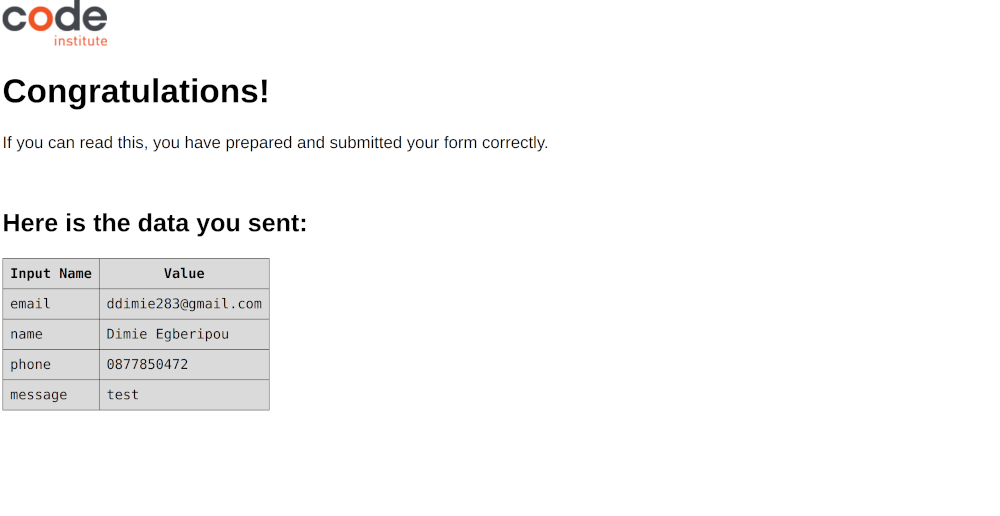 code
institute
Congratulations!
If you can read this, you have prepared and submitted your form correctly.
Here is the data you sent:
Input Name Value
email ddimie283@gmail.com
name Dimie Egberipou
phone 0877850472
message test